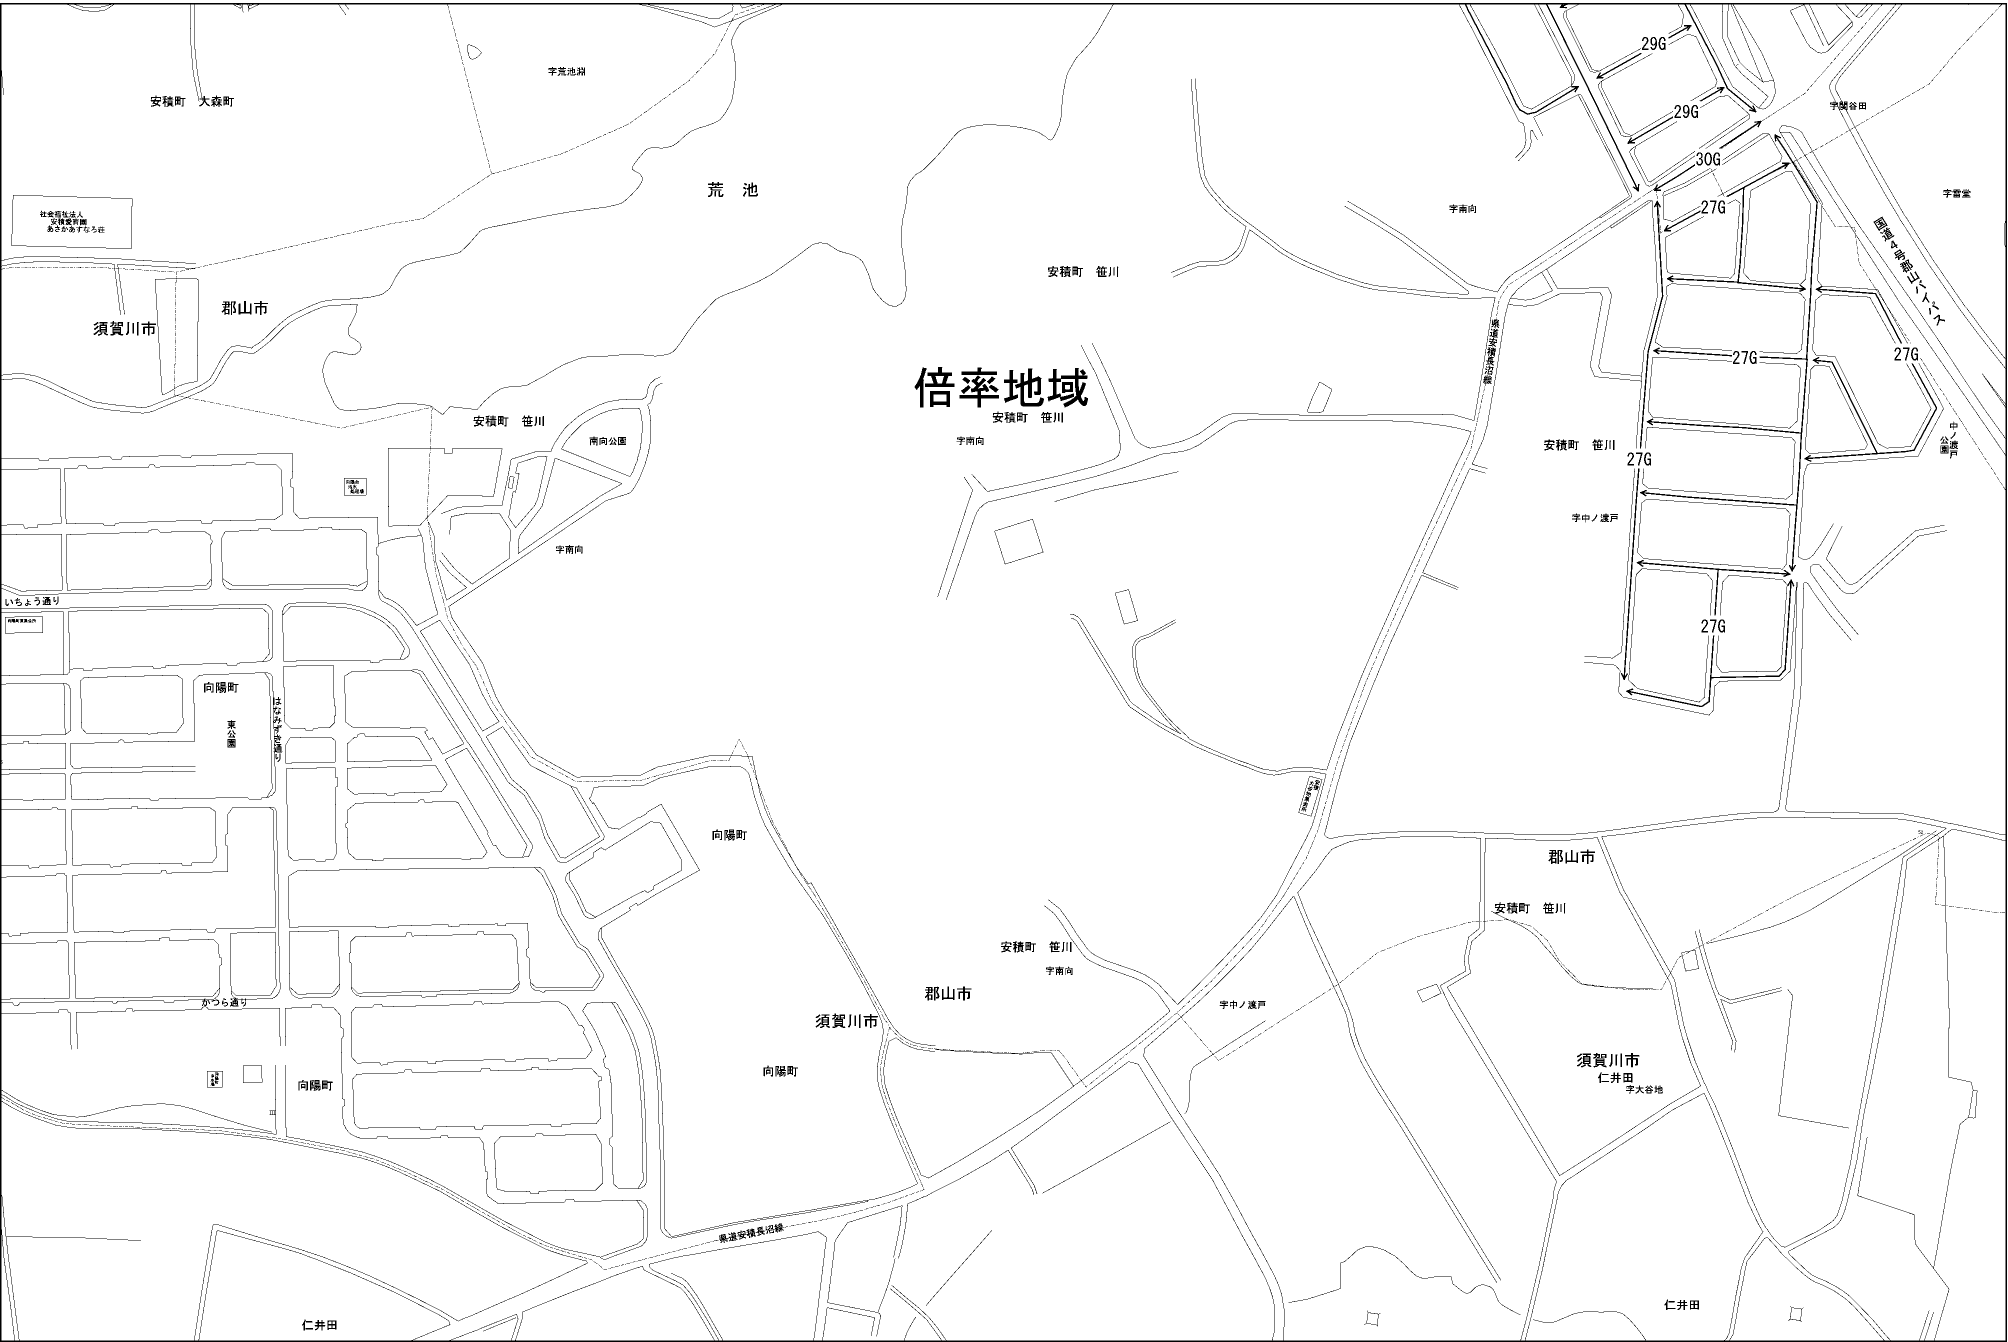 29G
字荒池淵
安積町　大森町
字関谷田
29G
30G
荒　池
字雷堂
27G
字南向
社会福祉法人
安積愛育園
あさかあすなろ荘
国道4号郡山バイパス
安積町　笹川
郡山市
須賀川市
県道安積長沼線
27G
27G
倍率地域
安積町　笹川
安積町　笹川
南向公園
字南向
安積町　笹川
中ノ渡戸
公園
27G
字中ノ渡戸
字南向
いちょう通り
27G
向陽町
はなみずき通り
東公園
向陽町
郡山市
安積町　笹川
安積町　笹川
字南向
郡山市
かつら通り
字中ノ渡戸
須賀川市
須賀川市
向陽町
仁井田
字大谷地
向陽町
県道安積長沼線
仁井田
仁井田